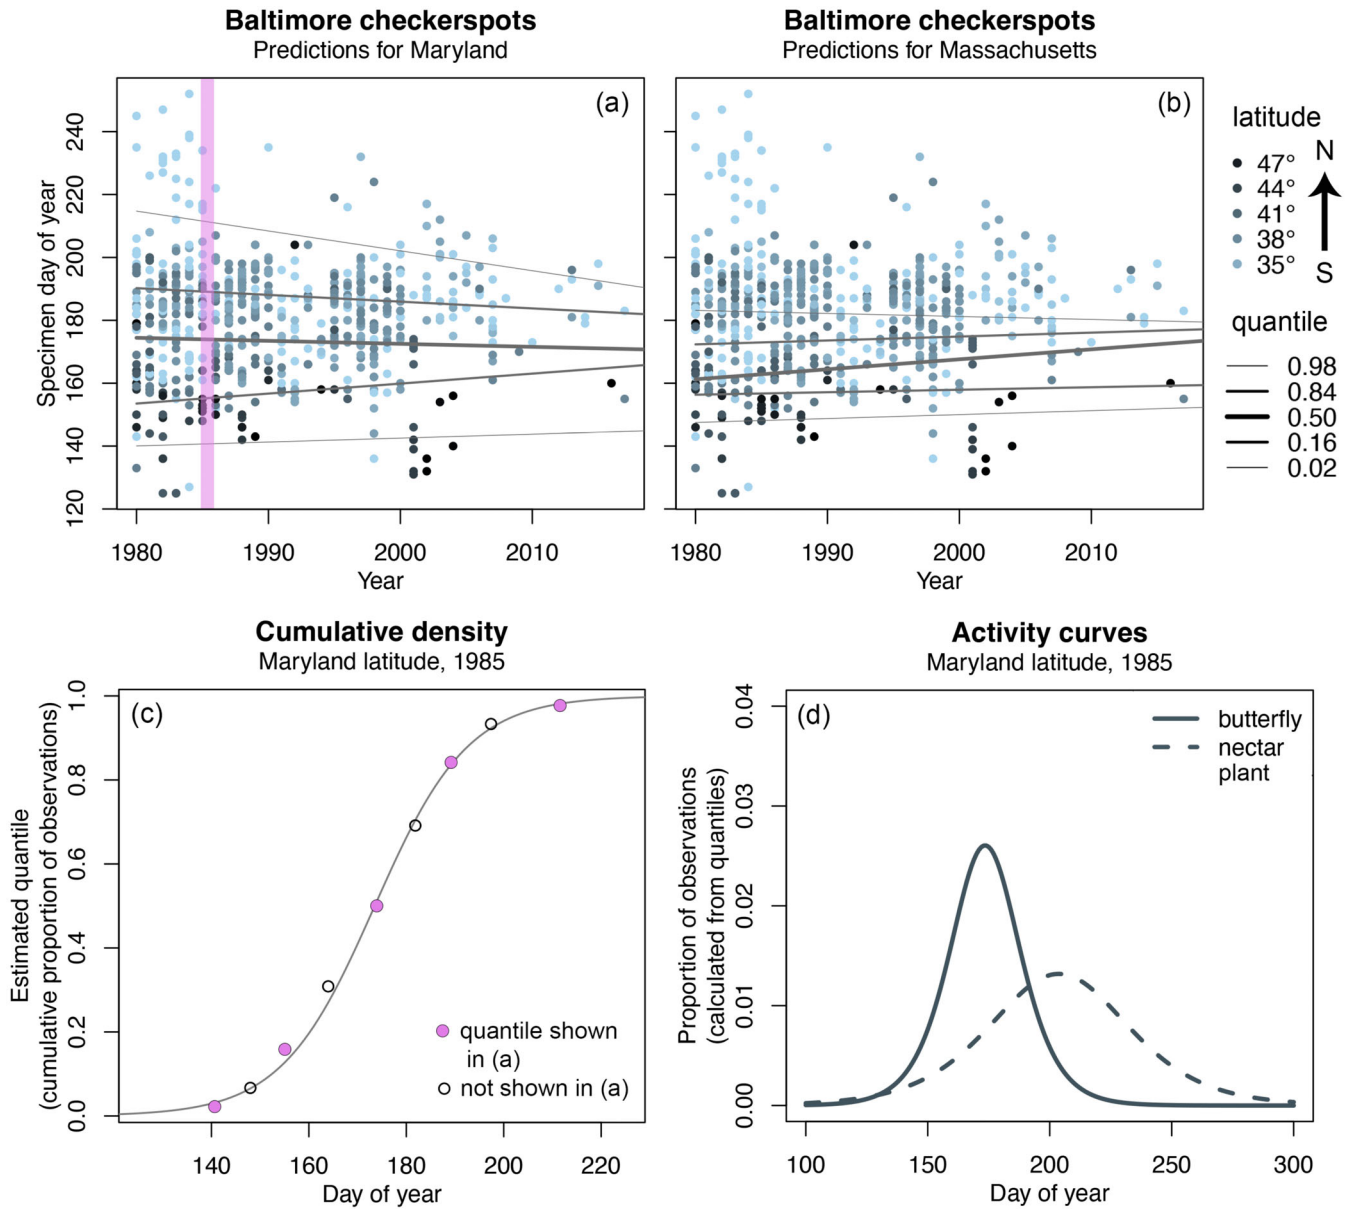 Baltimore checkerspots
Predictions for Maryland
(a)
Specimen day of year
240
220
200
180
160
140
120
1980
1990
2000
2010
Year
Baltimore checkerspots
Predictions for Massachusetts
(b)
1980
1990
2000
2010
Year
latitude
N
47°
44°
41°
38°
35°
S
quantile
0.98
0.84
0.50
0.16
0.02
Cumulative density
Maryland latitude, 1985
(c)
Estimated quantile
(cumulative proportion of observations)
1.0
0.8
0.6
0.4
0.2
0.0
quantile shown
in (a)
not shown in (a)
140
160
180
200
220
Day of year
Activity curves
Maryland latitude, 1985
(d)
butterfly
nectar
plant
Proportion of observations
(calculated from quantiles)
0.04
0.03
0.02
0.01
0.00
100
150
200
250
300
Day of year